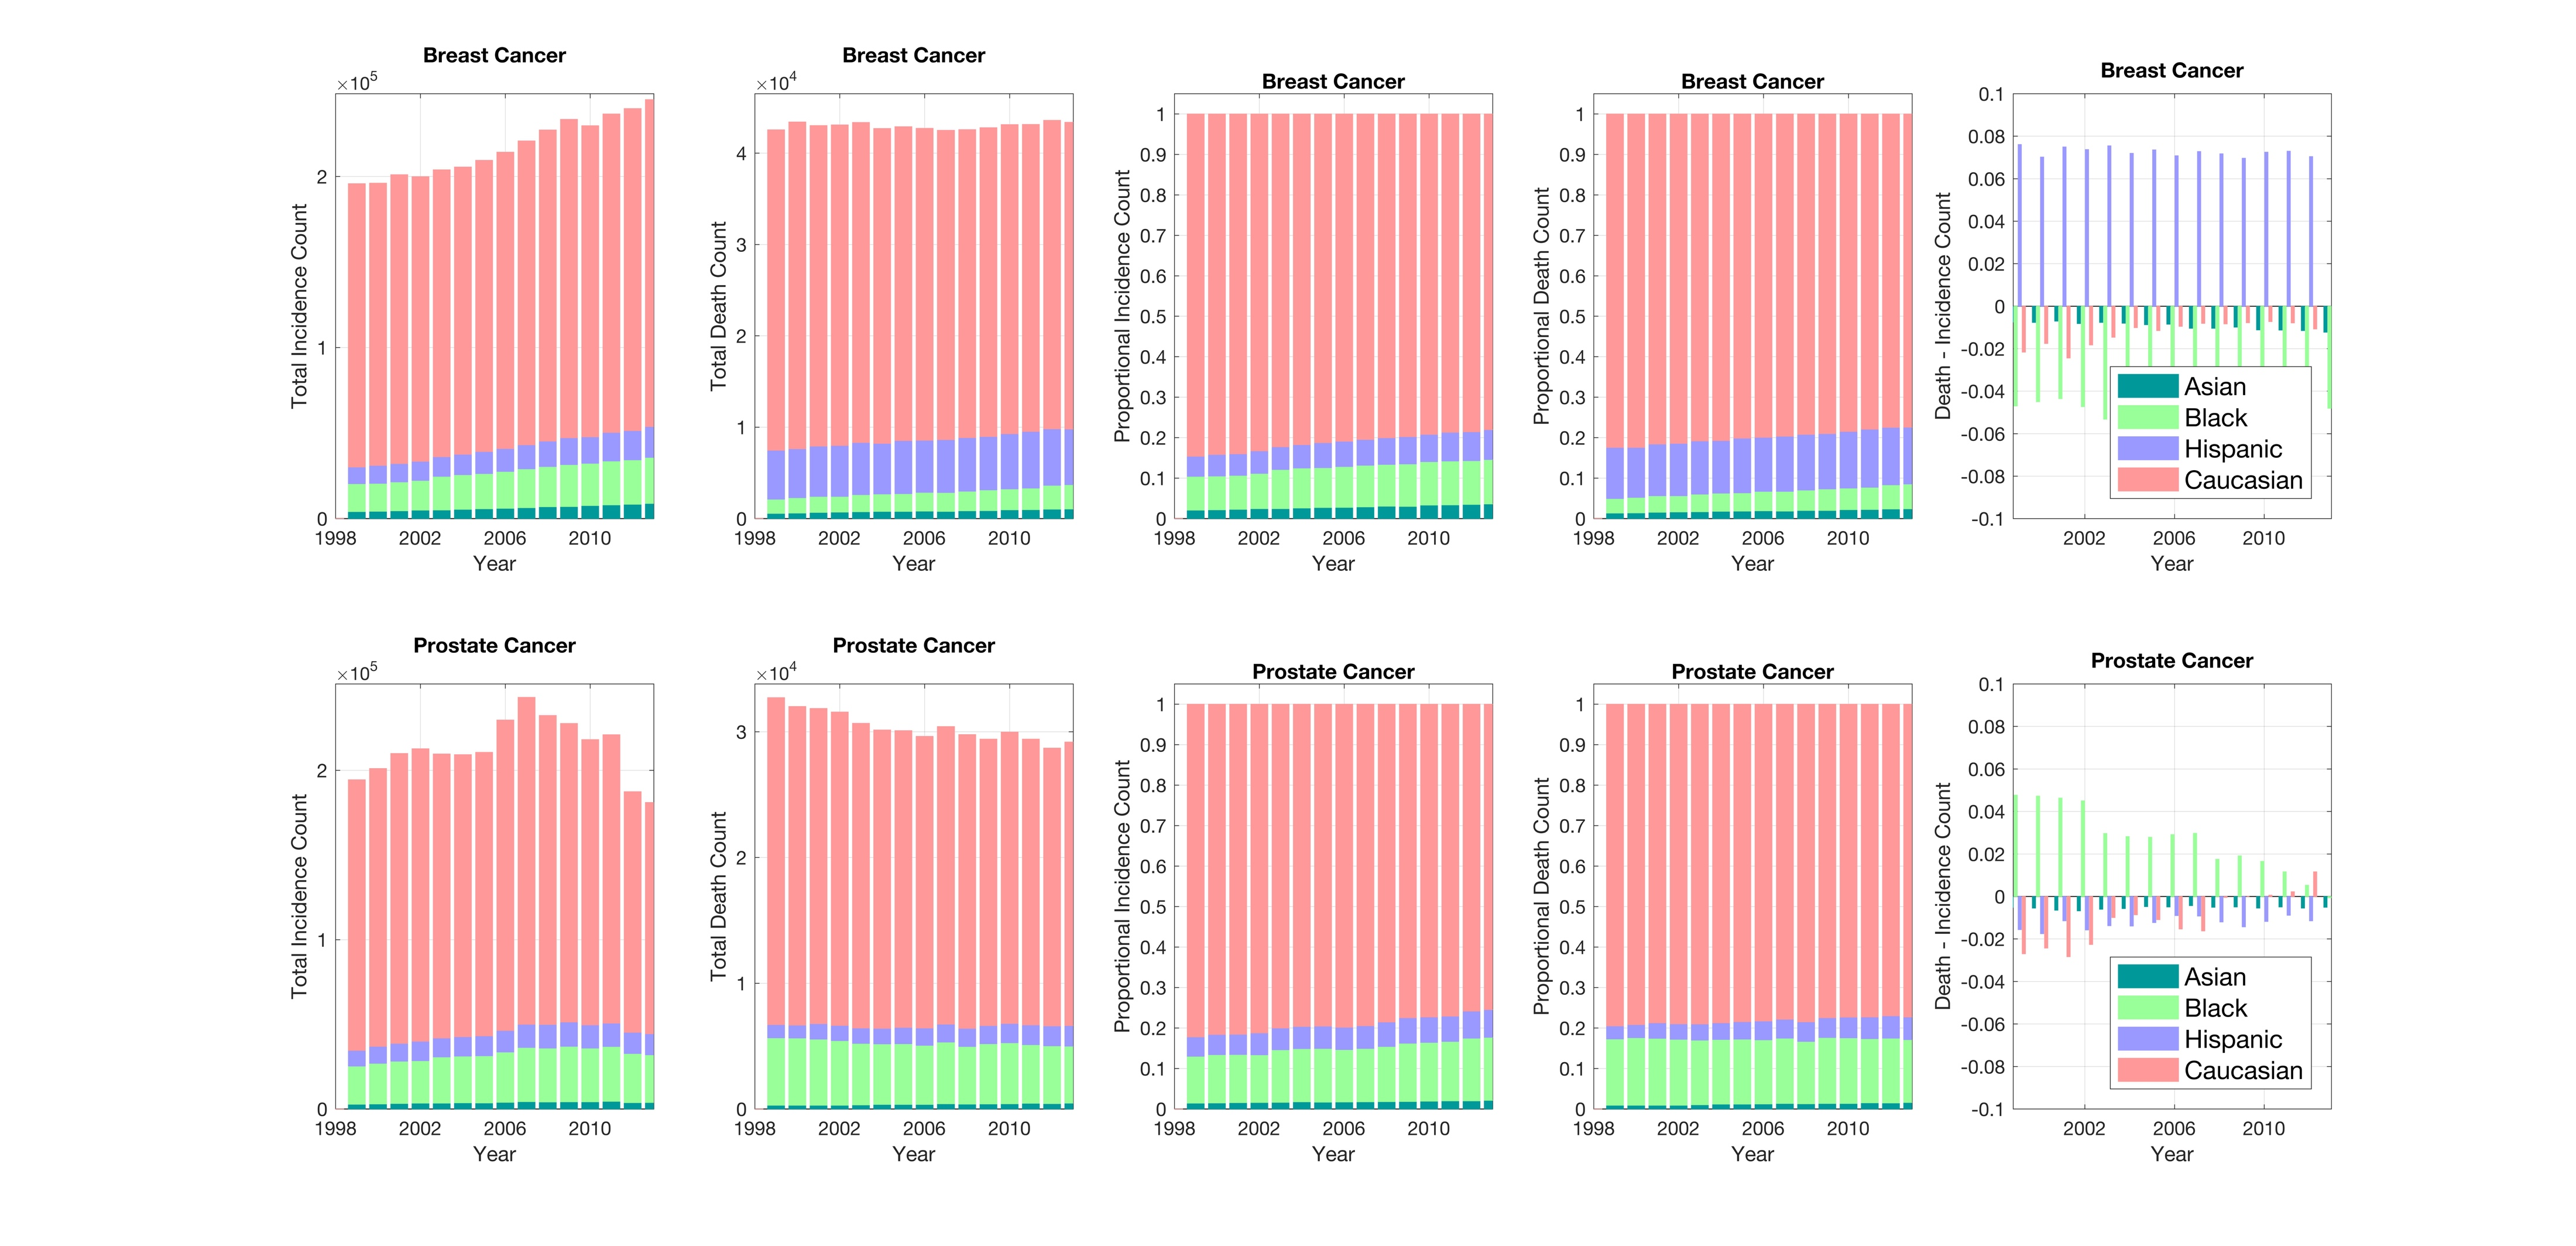 Breast Cancer
×10^5
Total Incidence Count
2
1
0
1998 2002 2006 2010
Year
Breast Cancer
×10^4
Total Death Count
4
3
2
1
0
1998 2002 2006 2010
Year
Breast Cancer
Proportional Incidence Count
1
0.9
0.8
0.7
0.6
0.5
0.4
0.3
0.2
0.1
0
1998 2002 2006 2010
Year
Breast Cancer
Proportional Death Count
1
0.9
0.8
0.7
0.6
0.5
0.4
0.3
0.2
0.1
0
1998 2002 2006 2010
Year
Breast Cancer
Death - Incidence Count
0.1
0.08
0.06
0.04
0.02
0
-0.02
-0.04
-0.06
-0.08
-0.1
2002 2006 2010
Year
Asian
Black
Hispanic
Caucasian
Prostate Cancer
×10^5
Total Incidence Count
2
1
0
1998 2002 2006 2010
Year
Prostate Cancer
×10^4
Total Death Count
3
2
1
0
1998 2002 2006 2010
Year
Prostate Cancer
Proportional Incidence Count
1
0.9
0.8
0.7
0.6
0.5
0.4
0.3
0.2
0.1
0
1998 2002 2006 2010
Year
Prostate Cancer
Proportional Death Count
1
0.9
0.8
0.7
0.6
0.5
0.4
0.3
0.2
0.1
0
1998 2002 2006 2010
Year
Prostate Cancer
Death - Incidence Count
0.1
0.08
0.06
0.04
0.02
0
-0.02
-0.04
-0.06
-0.08
-0.1
2002 2006 2010
Year
Asian
Black
Hispanic
Caucasian